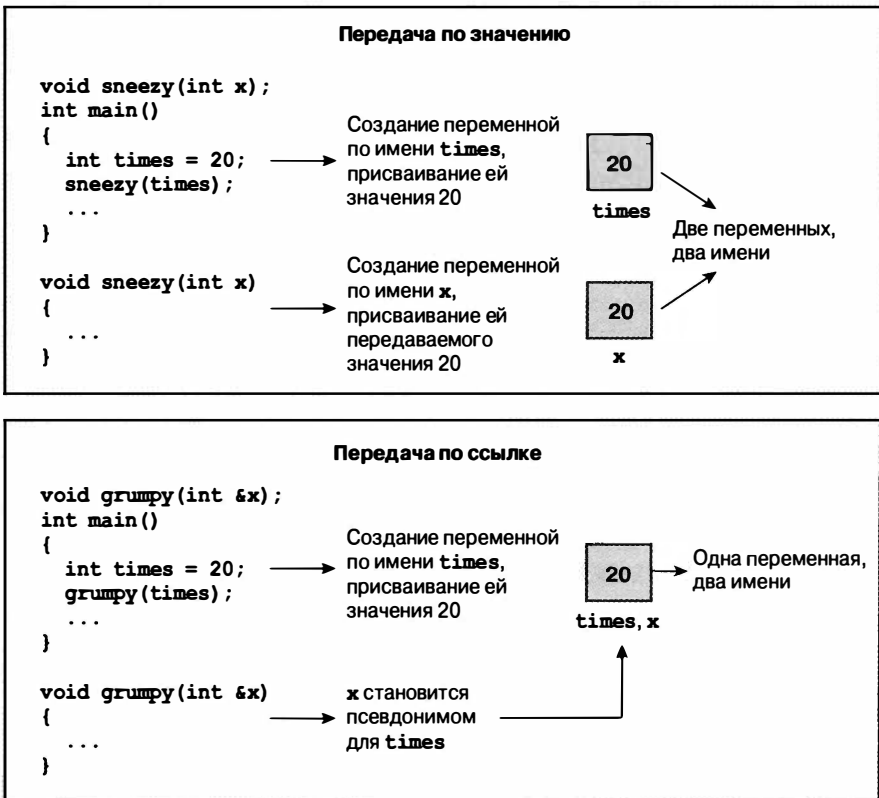 Передача по значению
void sneezy(int x);
int main()
{
int times = 20;
sneezy(times);
...
}
Создание переменной
по имени times,
присваивание ей
значения 20
20
times
Две переменных,
два имени
void sneezy(int x)
{
...
}
Создание переменной
по имени x,
присваивание ей
передаваемого
значения 20
20
x
Передача по ссылке
void grumpy(int &x);
int main()
{
int times = 20;
grumpy(times);
...
}
Создание переменной
по имени times,
присваивание ей
значения 20
20
times, x
Одна переменная,
два имени
void grumpy(int &x)
{
...
}
x становится
псевдонимом
для times